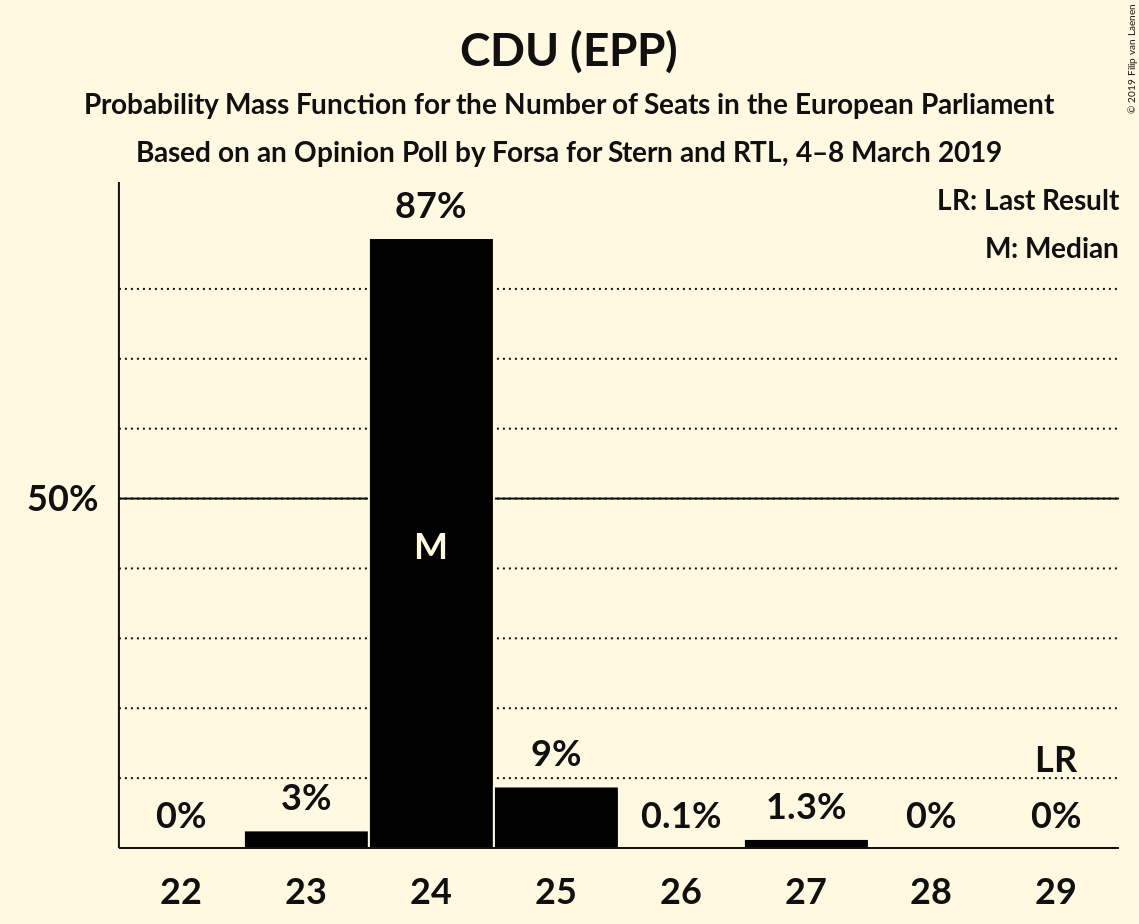 CDU (EPP)
Probability Mass Function for the Number of Seats in the European Parliament
Based on an Opinion Poll by Forsa for Stern and RTL, 4–8 March 2019
© 2019 Filip van Laenen
LR: Last Result
M: Median
87%
50%
M
9%
LR
0%
3%
0.1%
1.3%
0%
0%
22 23 24 25 26 27 28 29